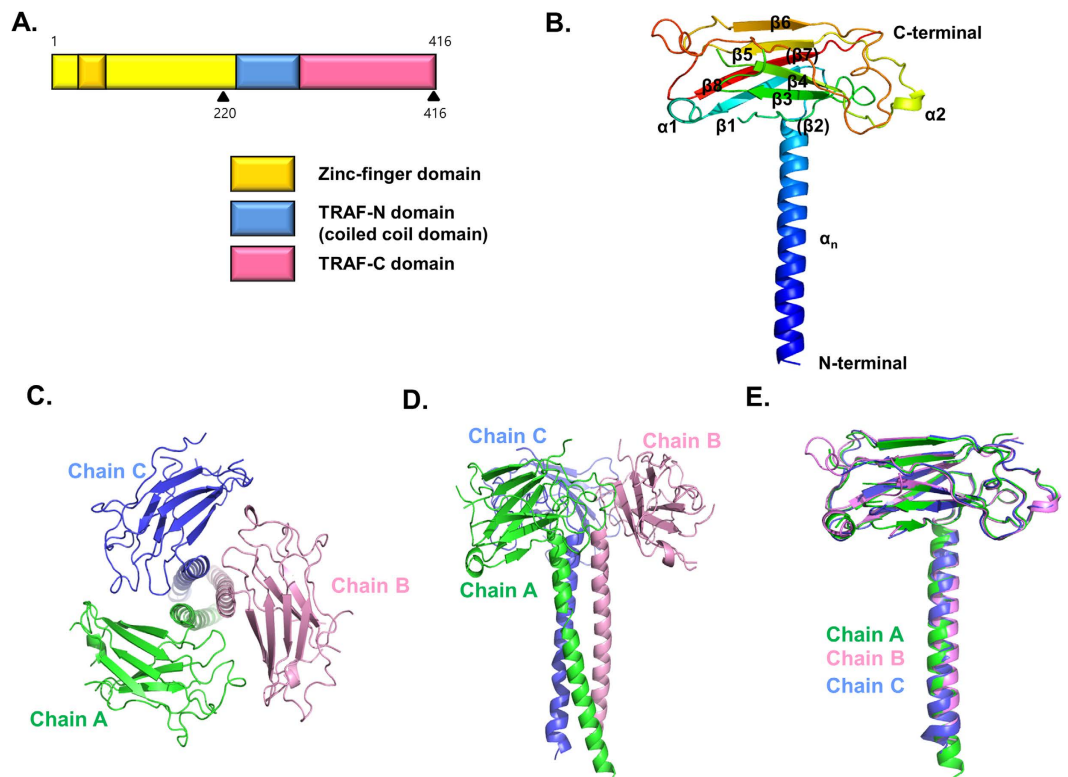 A.
1
416
220
416
Zinc-finger domain
TRAF-N domain
(coiled coil domain)
TRAF-C domain
B.
β6
C-terminal
β5
(β7)
β8
β4
β3
α1
β1
(β2)
α2
αn
N-terminal
C.
Chain C
Chain B
Chain A
D.
Chain C
Chain B
Chain A
E.
Chain A
Chain B
Chain C